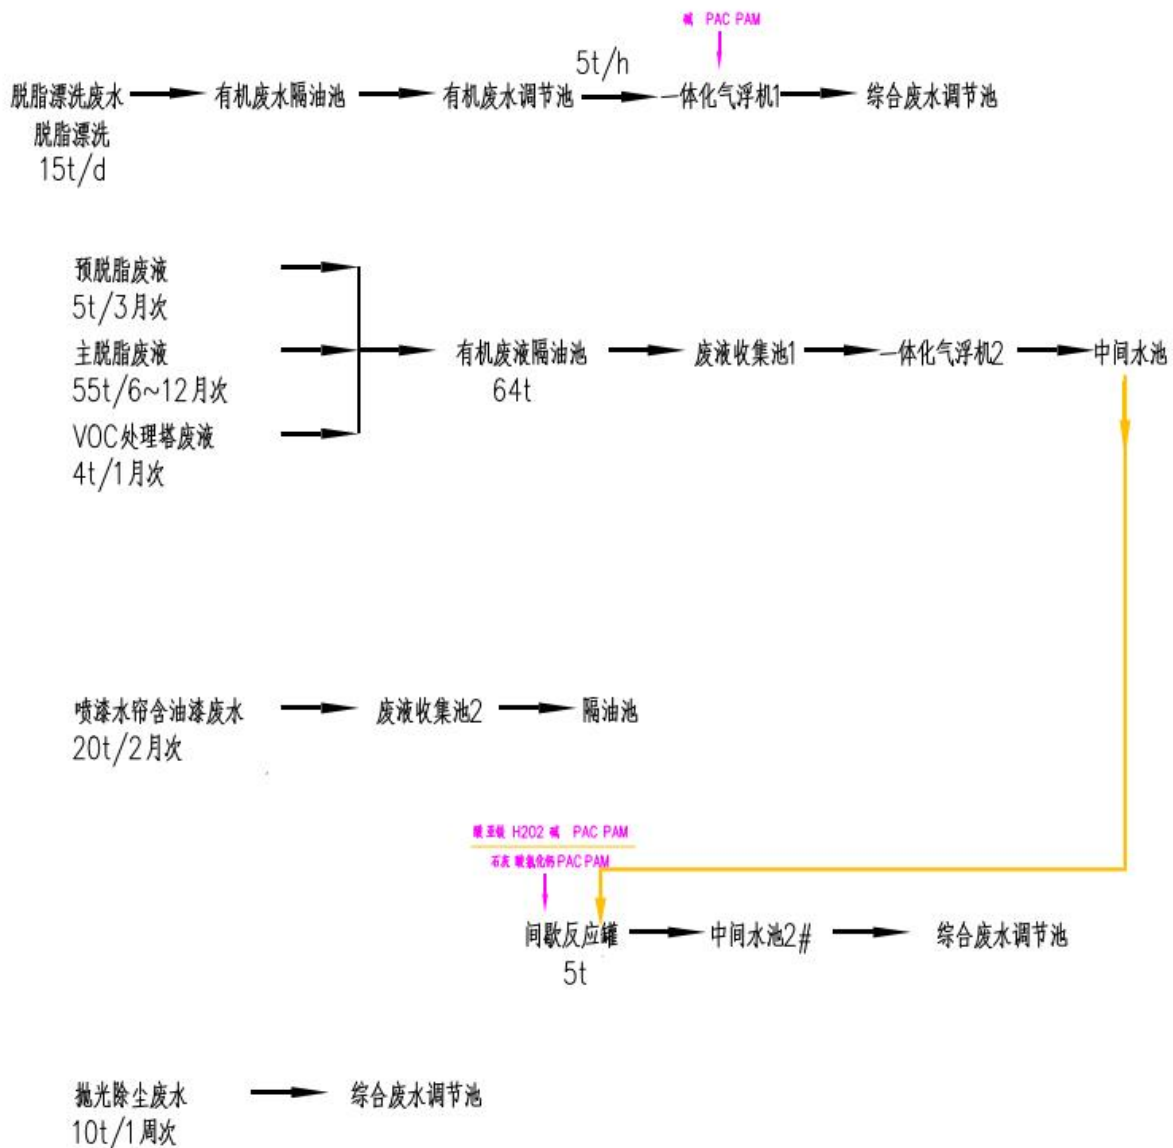 碱 PAC PAM
5t/h
脱脂漂洗废水 有机废水隔油池 有机废水调节池 一体化气浮机1 综合废水调节池
脱脂漂洗
15t/d
预脱脂废液
5t/3月次
主脱脂废液 有机废液隔油池 废液收集池1 一体化气浮机2 中间水池
55t/6~12月次 64t
VOC处理塔废液
4t/1月次
喷漆水帘含油漆废水 废液收集池2 隔油池
20t/2月次
酸 亚铁 H2O2 碱 PAC PAM
石灰 酸 氯化钙 PAC PAM
间歇反应罐 中间水池2# 综合废水调节池
5t
抛光除尘废水 综合废水调节池
10t/1周次